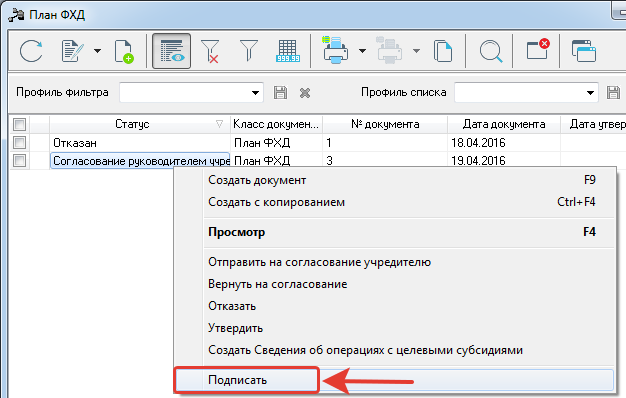 План ФХД
Профиль фильтра
Профиль списка
Статус Класс докумен... № документа Дата документа Дата утвер
Отказан План ФХД 1 18.04.2016
Согласование руководителем учре План ФХД 3 19.04.2016
Создать документ F9
Создать с копированием Ctrl+F4
Просмотр F4
Отправить на согласование учредителю
Вернуть на согласование
Отказать
Утвердить
Создать Сведения об операциях с целевыми субсидиями
Подписать